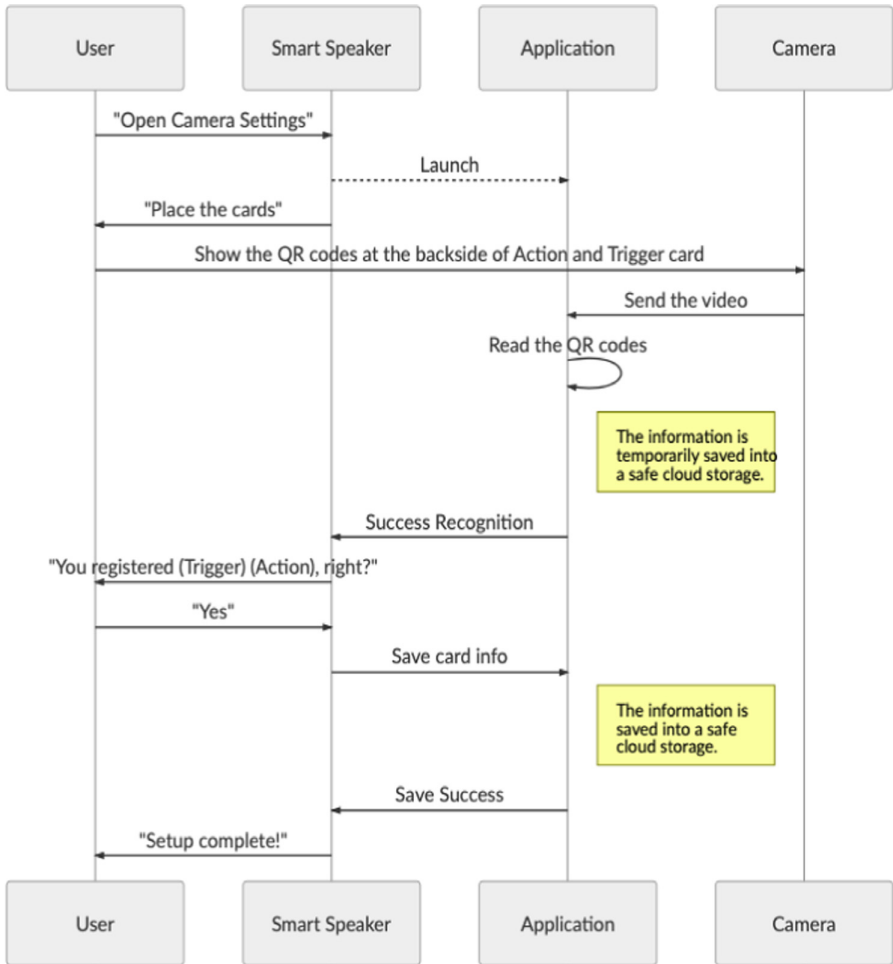 User
Smart Speaker
Application
Camera
"Open Camera Settings"
Launch
"Place the cards"
Show the QR codes at the backside of Action and Trigger card
Send the video
Read the QR codes
The information is
temporarily saved into
a safe cloud storage.
Success Recognition
"You registered (Trigger) (Action), right?"
"Yes"
Save card info
The information is
saved into a safe
cloud storage.
Save Success
"Setup complete!"
User
Smart Speaker
Application
Camera